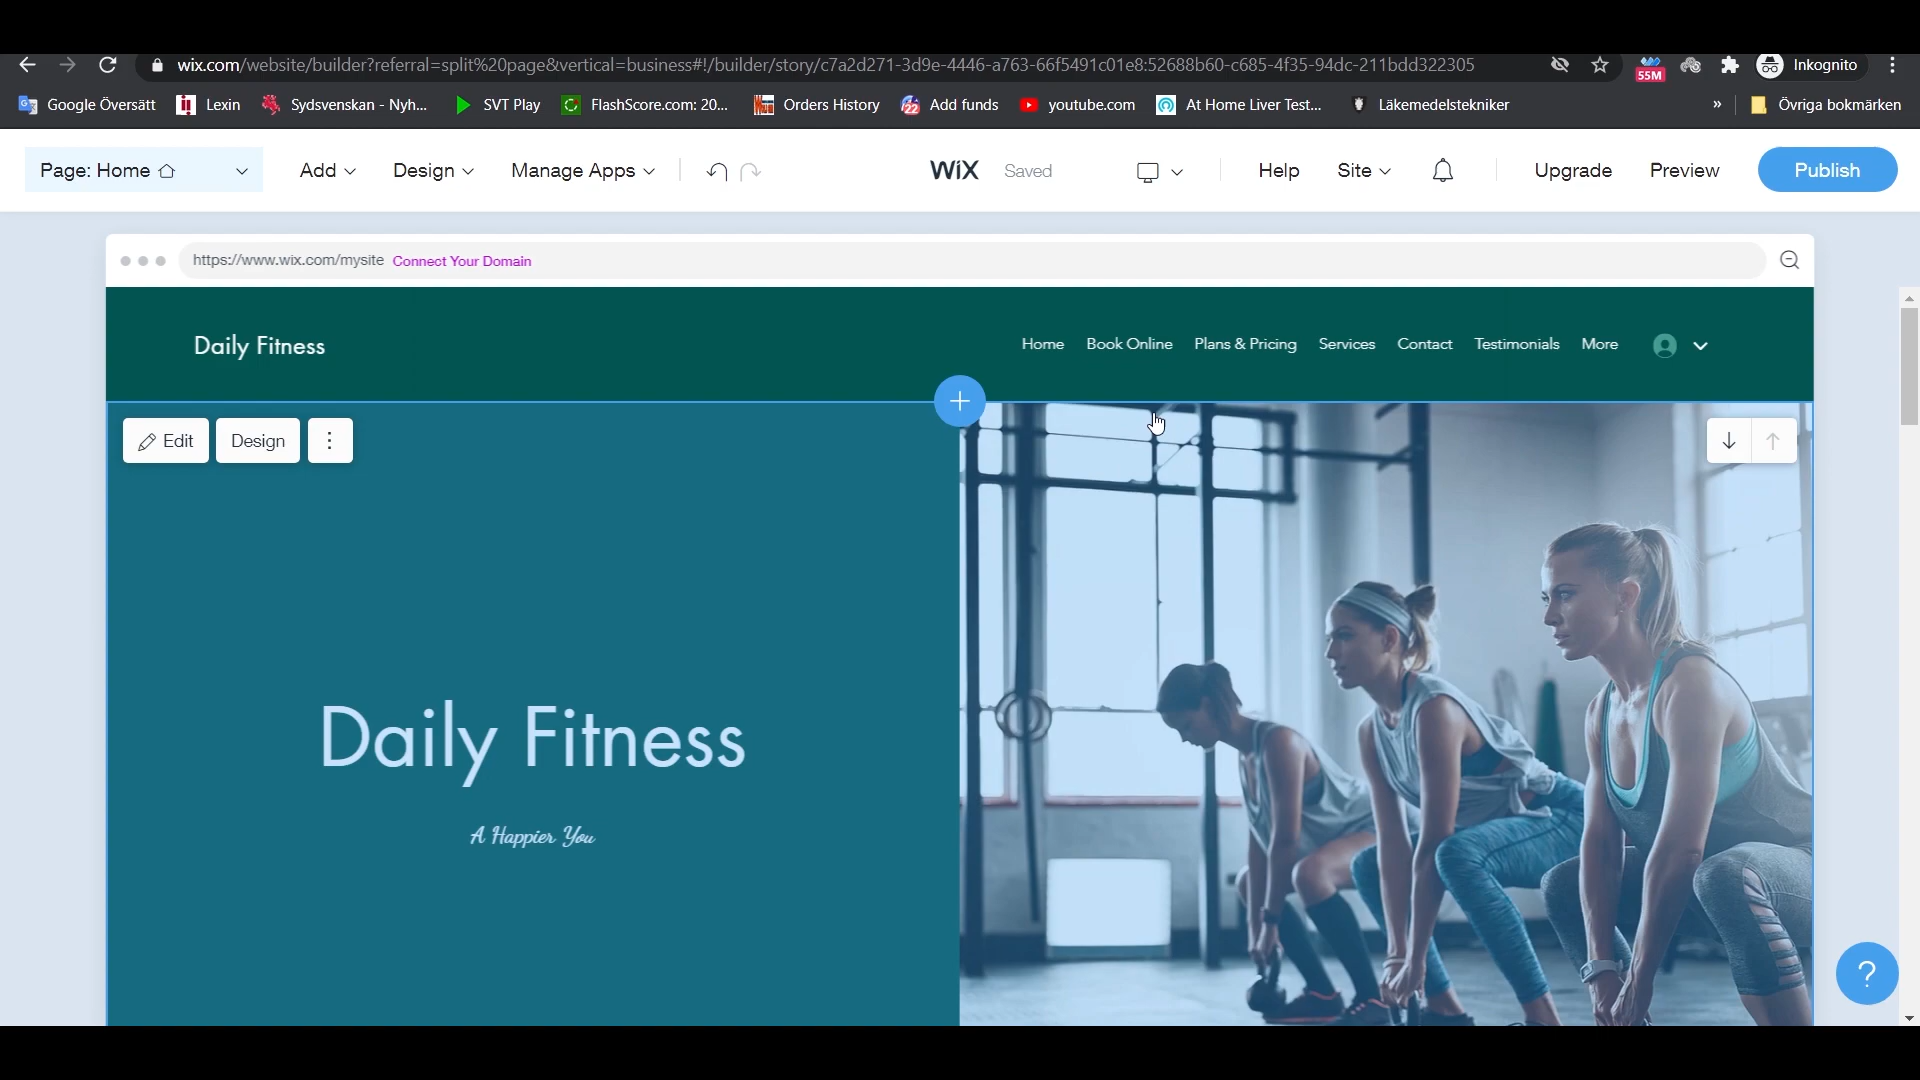 wix.com/website/builder?referral=split%20page&vertical=business#!/builder/story/c7a2d271-3d9e-4446-a763-66f5491c01e8:52688b60-c685-4f35-94dc-211bdd322305
55M
Inkognito
Google Översätt
Lexin
Sydsvenskan - Nyh...
SVT Play
FlashScore.com: 20...
Orders History
22
Add funds
youtube.com
At Home Liver Test...
Läkemedelstekniker
»
Övriga bokmärken
Page: Home
Add
Design
Manage Apps
WiX
Saved
Help
Site
Upgrade
Preview
Publish
https://www.wix.com/mysite Connect Your Domain
Daily Fitness
Home
Book Online
Plans & Pricing
Services
Contact
Testimonials
More
Edit
Design
Daily Fitness
A Happier You
?